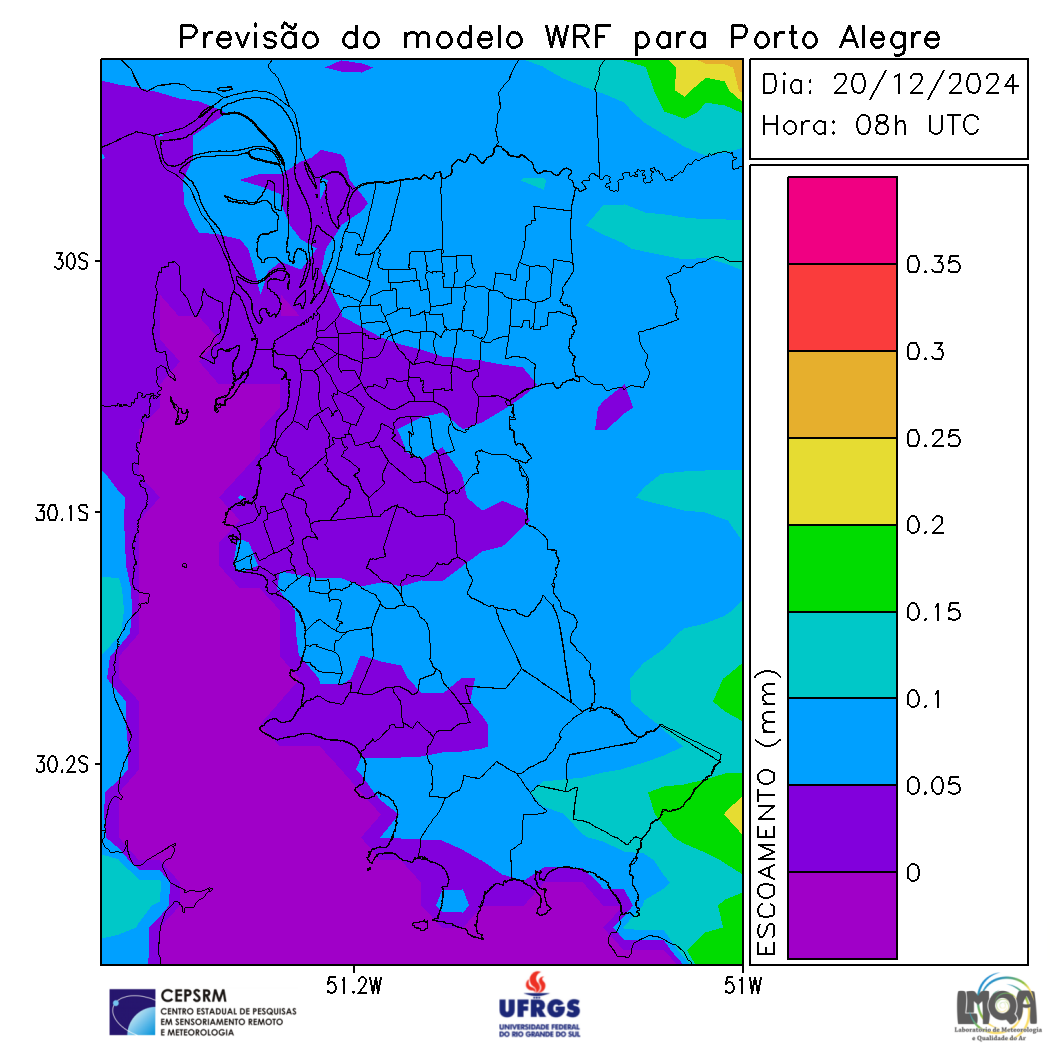 Previsão do modelo WRF para Porto Alegre
Dia: 20/12/2024
Hora: 08h UTC
30S
30.1S
30.2S
51.2W
51W
ESCOAMENTO (mm)
0.35
0.3
0.25
0.2
0.15
0.1
0.05
0
CEPSRM
CENTRO ESTADUAL DE PESQUISAS
EM SENSORIAMENTO REMOTO
E METEOROLOGIA
UFRGS
UNIVERSIDADE FEDERAL
DO RIO GRANDE DO SUL
LMQA
Laboratório de Meteorologia
e Qualidade do Ar